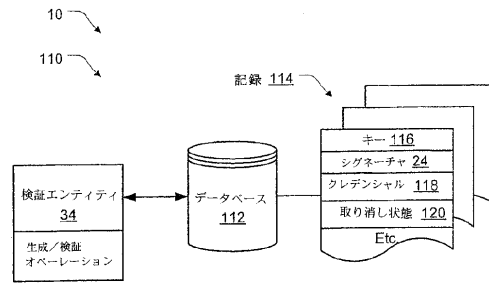 10
110
記録 114
キー 116
シグネーチャ 24
クレデンシャル 118
取り消し状態 120
Etc.
検証エンティティ
34
生成/検証
オペレーション
データベース
112